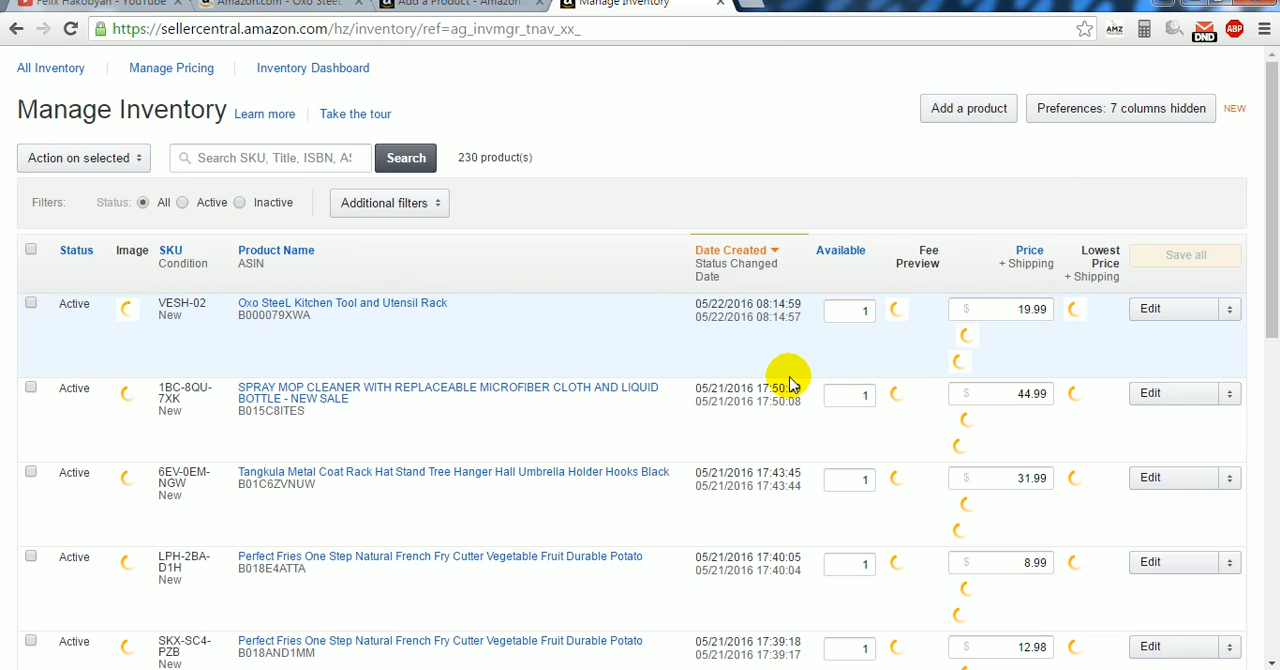 Felix Hakobyan - YouTube
Amazon.com - Oxo SteeL
Add a Product - Amazon
Manage Inventory
https://sellercentral.amazon.com/hz/inventory/ref=ag_invmgr_tnav_xx_
AMZ
DND
ABP
All Inventory
Manage Pricing
Inventory Dashboard
Manage Inventory Learn more Take the tour
Add a product
Preferences: 7 columns hidden
NEW
Action on selected
Search SKU, Title, ISBN, AS
Search
230 product(s)
Filters: Status: All Active Inactive
Additional filters
Status
Image
SKU
Condition
Product Name
ASIN
Date Created
Status Changed
Date
Available
Fee
Preview
Price
+ Shipping
Lowest
Price
+ Shipping
Save all
Active
VESH-02
New
Oxo SteeL Kitchen Tool and Utensil Rack
B000079XWA
05/22/2016 08:14:59
05/22/2016 08:14:57
1
$ 19.99
Edit
Active
1BC-8QU-
7XK
New
SPRAY MOP CLEANER WITH REPLACEABLE MICROFIBER CLOTH AND LIQUID
BOTTLE - NEW SALE
B015C8ITES
05/21/2016
05/21/2016 17:50:08
1
$ 44.99
Edit
Active
6EV-0EM-
NGW
New
Tangkula Metal Coat Rack Hat Stand Tree Hanger Hall Umbrella Holder Hooks Black
B01C6ZVNUW
05/21/2016 17:43:45
05/21/2016 17:43:44
1
$ 31.99
Edit
Active
LPH-2BA-
D1H
New
Perfect Fries One Step Natural French Fry Cutter Vegetable Fruit Durable Potato
B018E4ATTA
05/21/2016 17:40:05
05/21/2016 17:40:04
1
$ 8.99
Edit
Active
SKX-SC4-
PZB
New
Perfect Fries One Step Natural French Fry Cutter Vegetable Fruit Durable Potato
B018AND1MM
05/21/2016 17:39:18
05/21/2016 17:39:17
1
$ 12.98
Edit